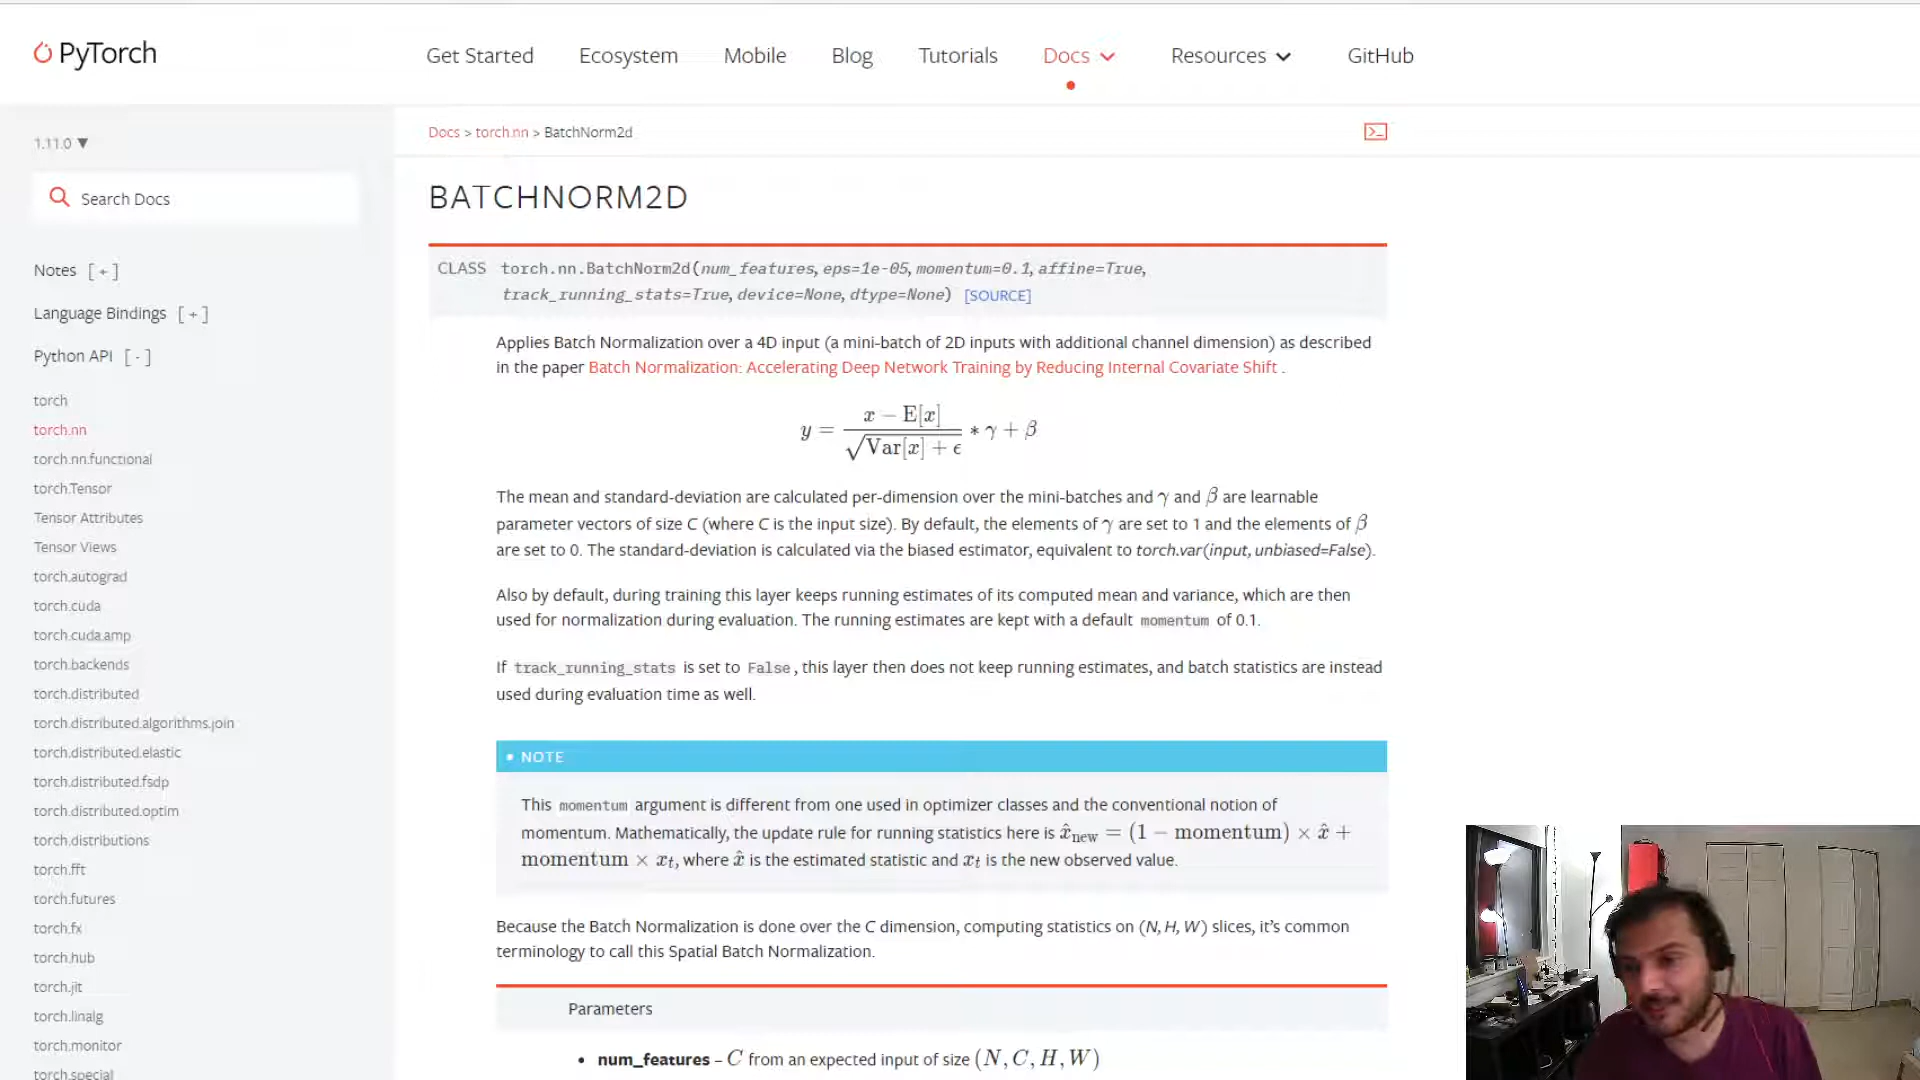 PyTorch
Get Started
Ecosystem
Mobile
Blog
Tutorials
Docs
Resources
GitHub
1.11.0 ▼
Search Docs
Notes [ + ]
Language Bindings [ + ]
Python API [ - ]
torch
torch.nn
torch.nn.functional
torch.Tensor
Tensor Attributes
Tensor Views
torch.autograd
torch.cuda
torch.cuda.amp
torch.backends
torch.distributed
torch.distributed.algorithms.join
torch.distributed.elastic
torch.distributed.fsdp
torch.distributed.optim
torch.distributions
torch.fft
torch.futures
torch.fx
torch.hub
torch.jit
torch.linalg
torch.monitor
torch.special
Docs > torch.nn > BatchNorm2d
BATCHNORM2D
CLASS torch.nn.BatchNorm2d(num_features, eps=1e-05, momentum=0.1, affine=True,
track_running_stats=True, device=None, dtype=None) [SOURCE]
Applies Batch Normalization over a 4D input (a mini-batch of 2D inputs with additional channel dimension) as described
in the paper Batch Normalization: Accelerating Deep Network Training by Reducing Internal Covariate Shift .
y = (x − E[x]) / √(Var[x] + ϵ) ∗ γ + β
The mean and standard-deviation are calculated per-dimension over the mini-batches and γ and β are learnable
parameter vectors of size C (where C is the input size). By default, the elements of γ are set to 1 and the elements of β
are set to 0. The standard-deviation is calculated via the biased estimator, equivalent to torch.var(input, unbiased=False).
Also by default, during training this layer keeps running estimates of its computed mean and variance, which are then
used for normalization during evaluation. The running estimates are kept with a default momentum of 0.1.
If track_running_stats is set to False, this layer then does not keep running estimates, and batch statistics are instead
used during evaluation time as well.
• NOTE
This momentum argument is different from one used in optimizer classes and the conventional notion of
momentum. Mathematically, the update rule for running statistics here is x̂new = (1 − momentum) × x̂ +
momentum × xt, where x̂ is the estimated statistic and xt is the new observed value.
Because the Batch Normalization is done over the C dimension, computing statistics on (N, H, W) slices, it's common
terminology to call this Spatial Batch Normalization.
Parameters
• num_features – C from an expected input of size (N, C, H, W)